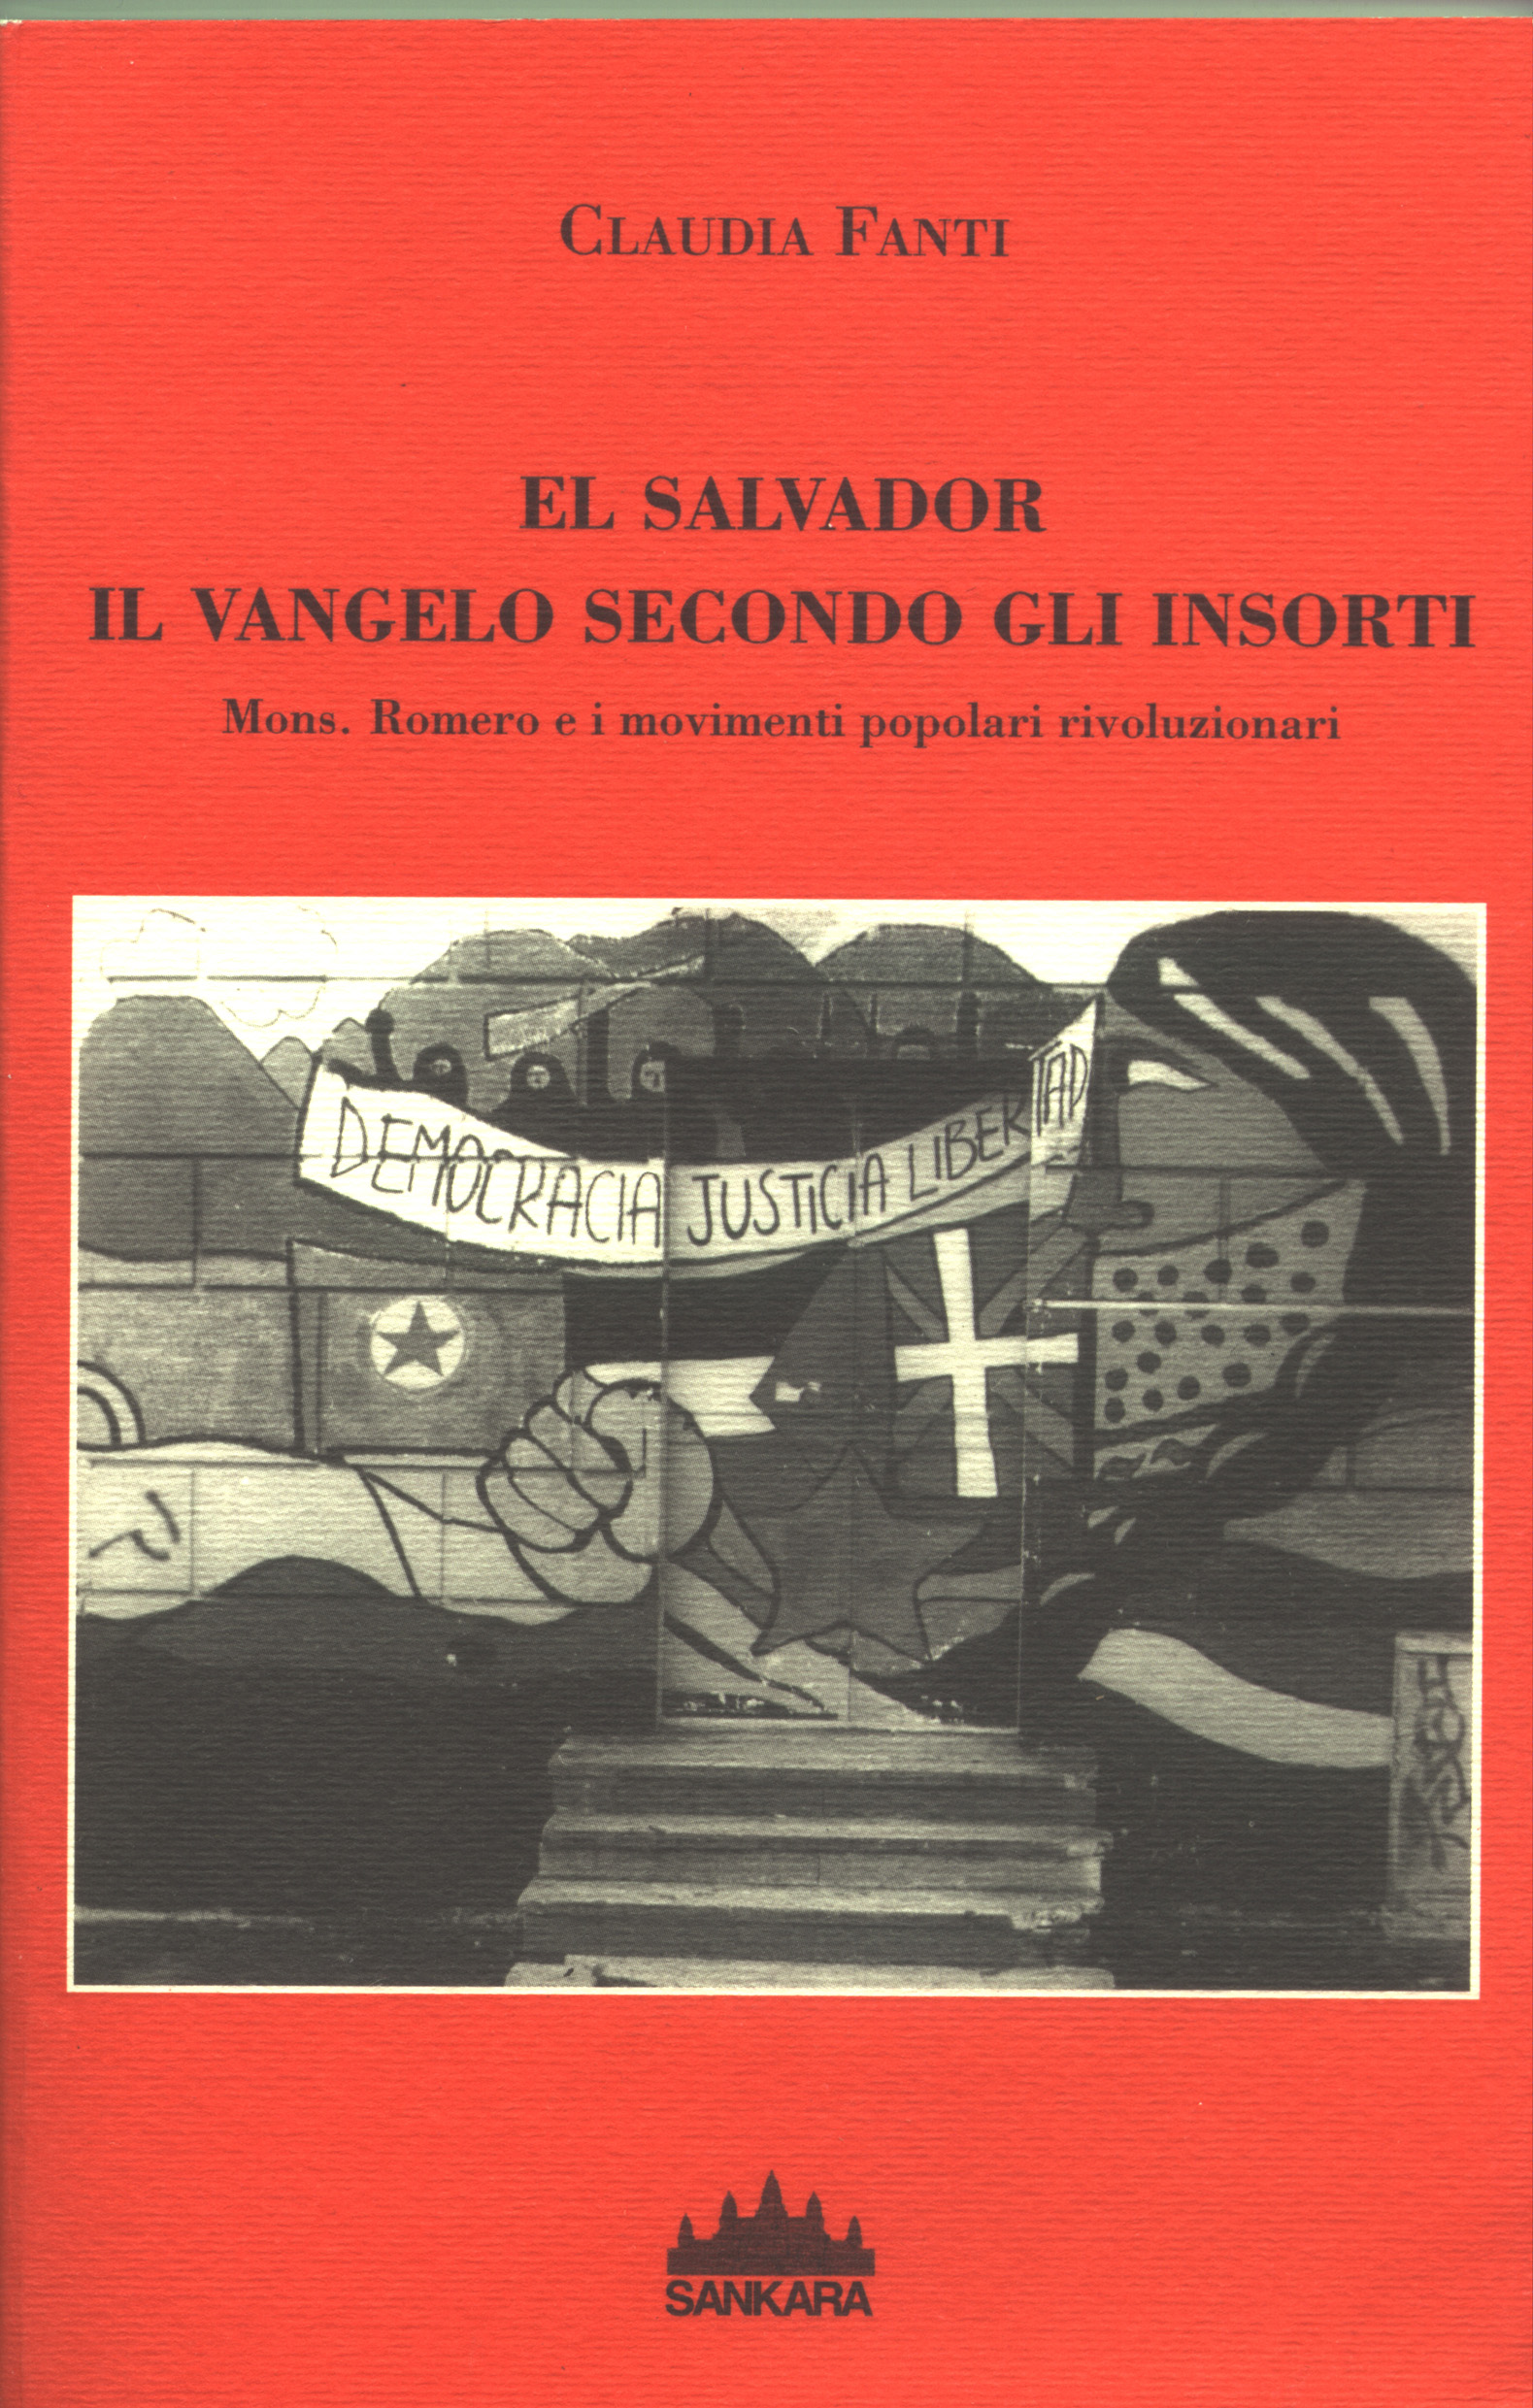 CLAUDIA FANTI
EL SALVADOR
IL VANGELO SECONDO GLI INSORTI
Mons. Romero e i movimenti popolari rivoluzionari
DEMOCRACIA JUSTICIA LIBERTAD
SANKARA